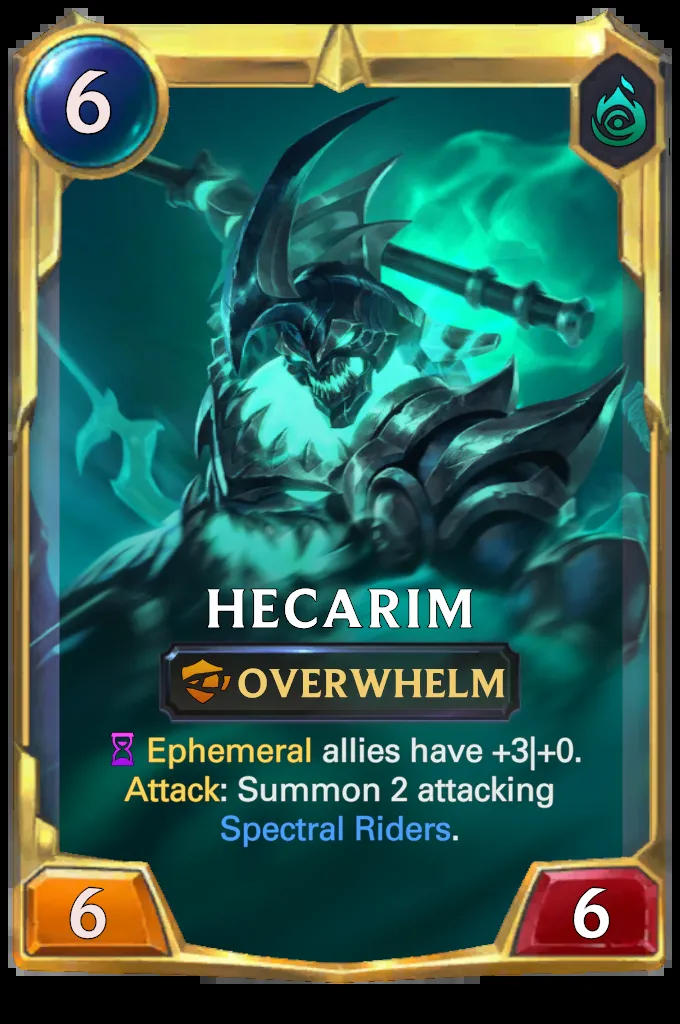 6
HECARIM
OVERWHELM
Ephemeral allies have +3|+0.
Attack: Summon 2 attacking
Spectral Riders.
6 6